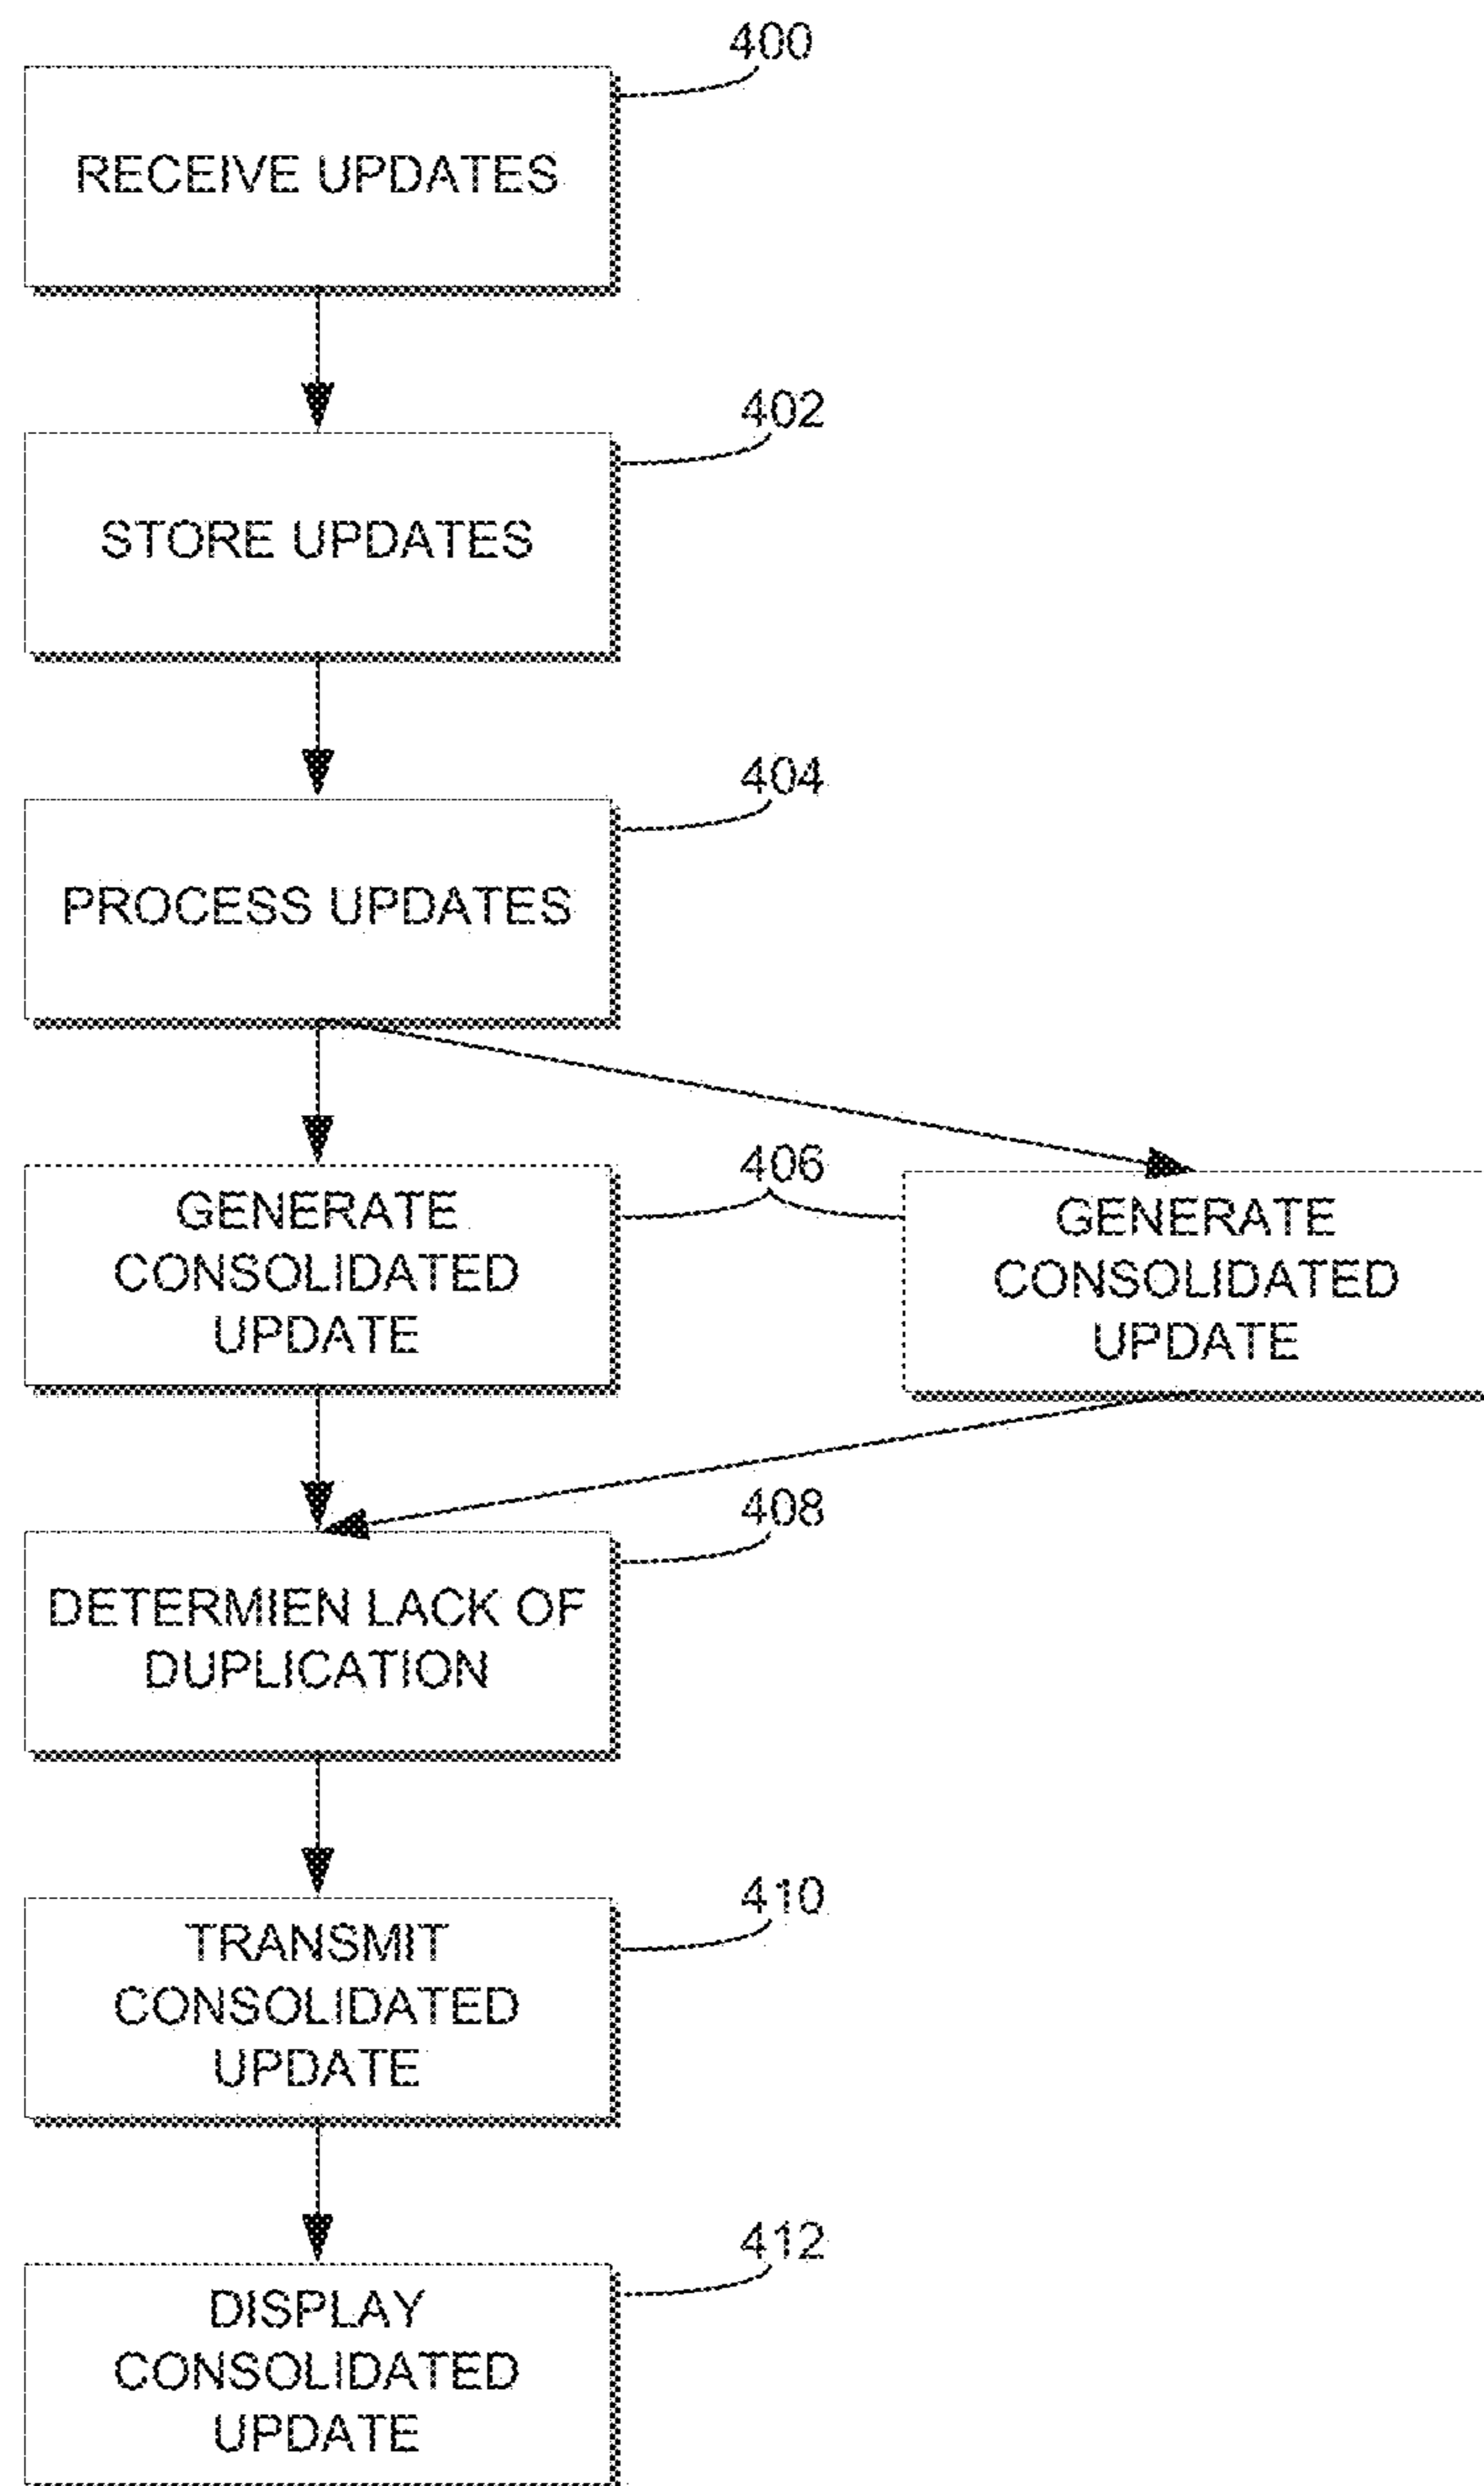 400
RECEIVE UPDATES
402
STORE UPDATES
404
PROCESS UPDATES
406
GENERATE
CONSOLIDATED
UPDATE
GENERATE
CONSOLIDATED
UPDATE
408
DETERMIEN LACK OF
DUPLICATION
410
TRANSMIT
CONSOLIDATED
UPDATE
412
DISPLAY
CONSOLIDATED
UPDATE